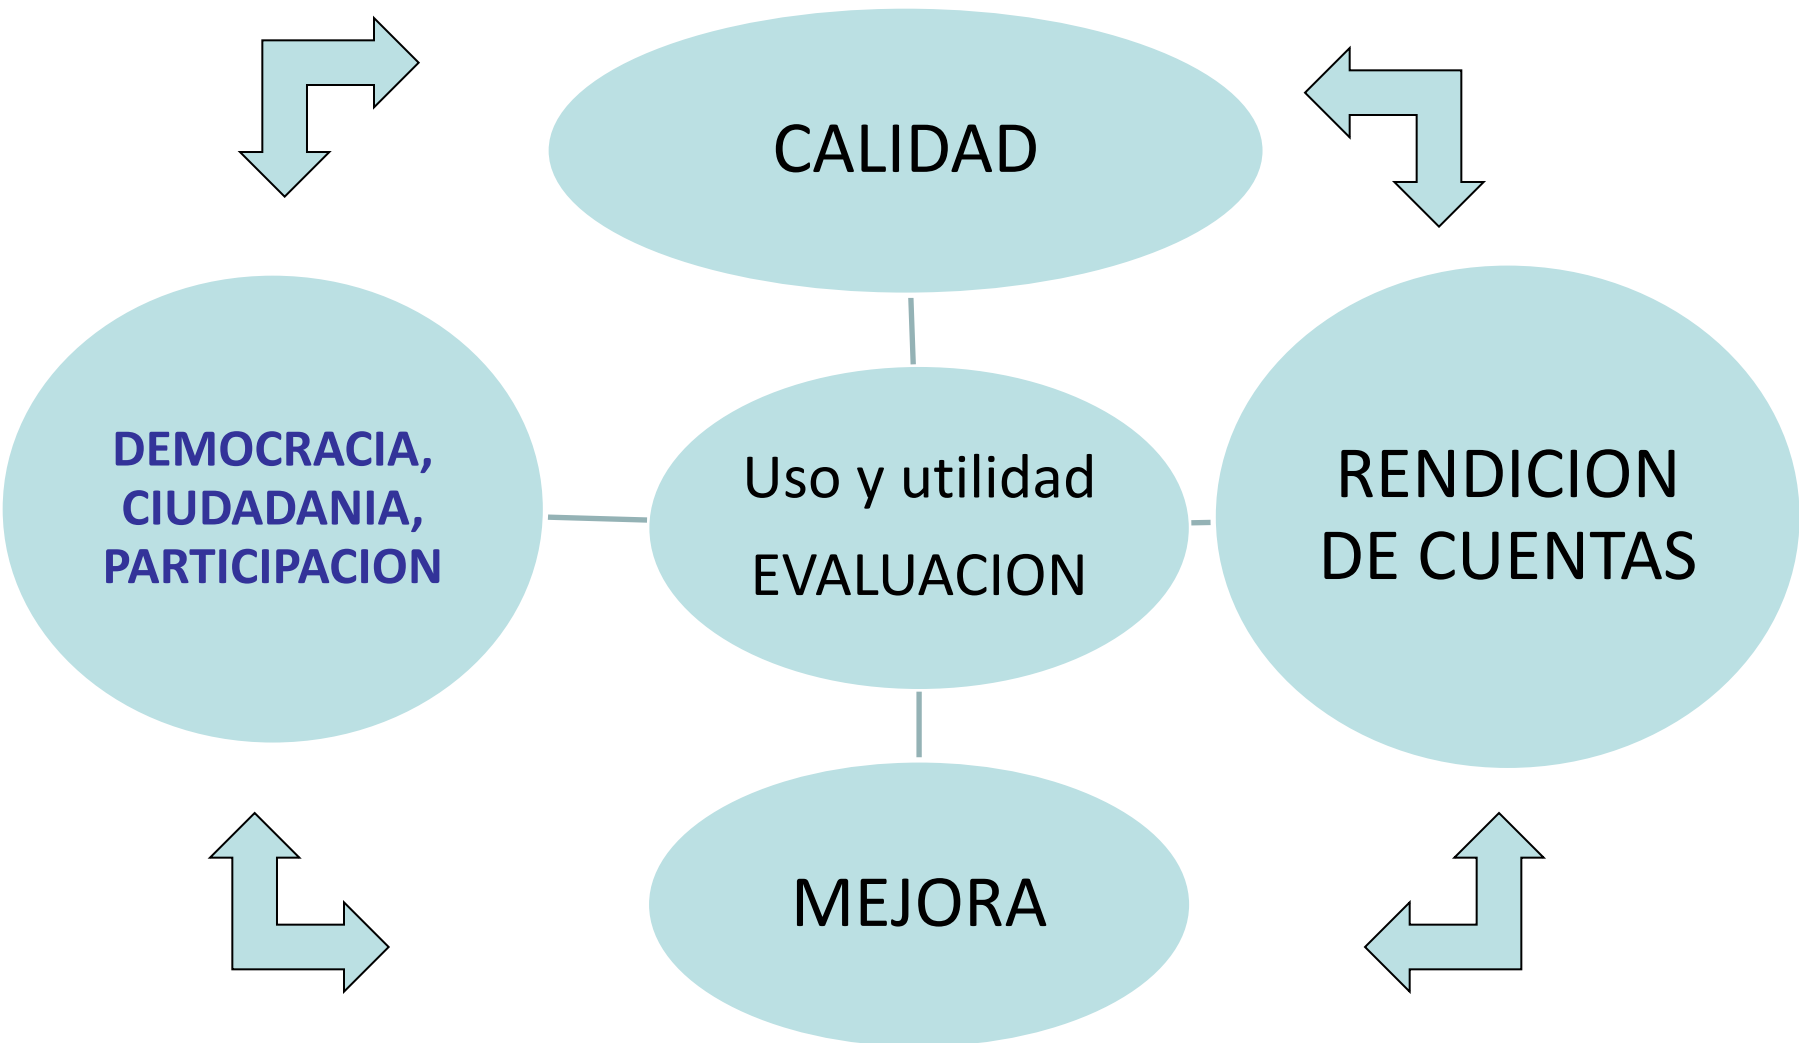 CALIDAD
DEMOCRACIA,
CIUDADANIA,
PARTICIPACION
Uso y utilidad
EVALUACION
RENDICION
DE CUENTAS
MEJORA